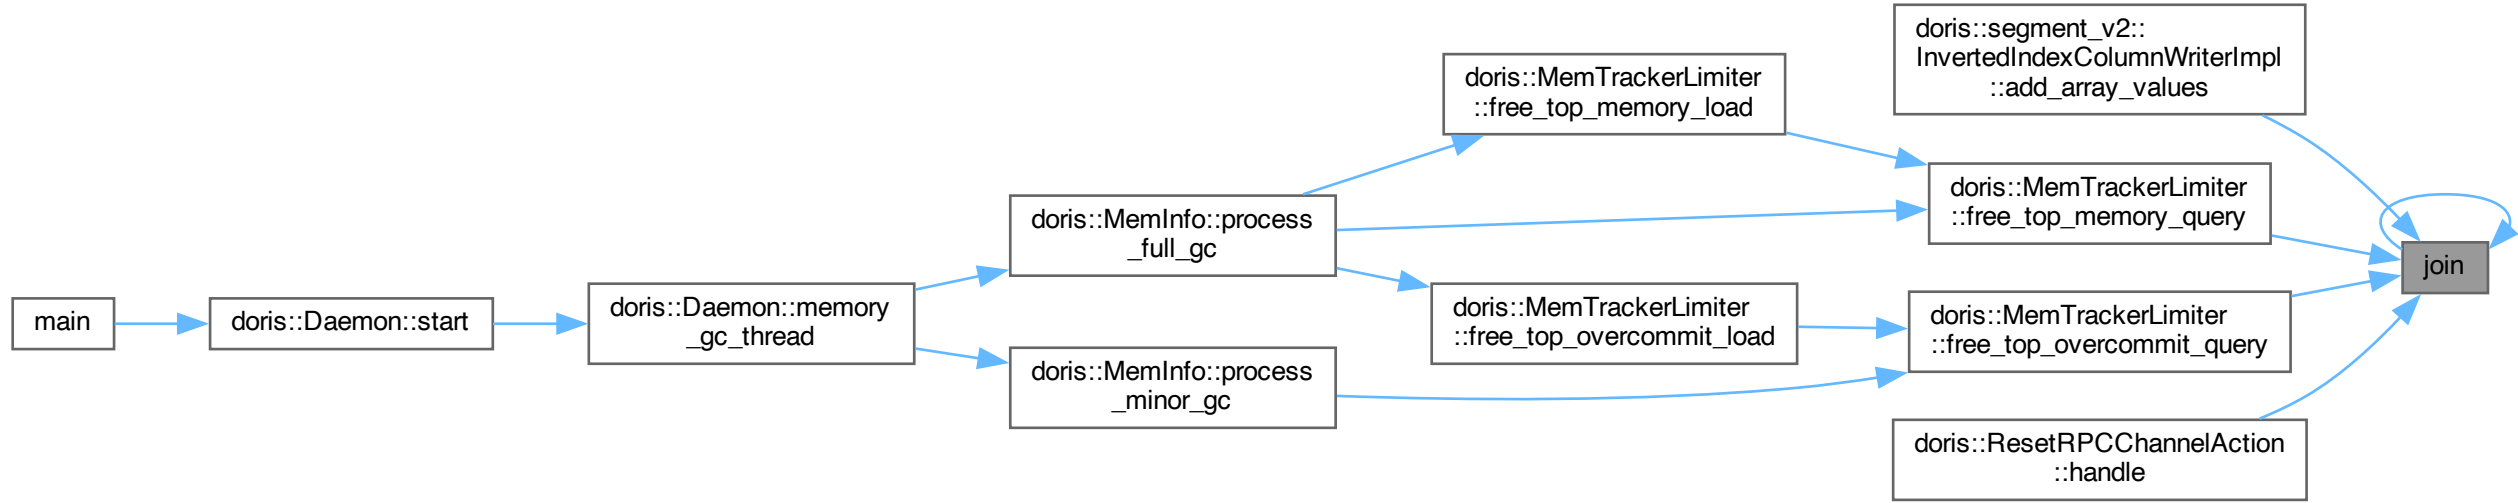 main
doris::Daemon::start
doris::Daemon::memory
_gc_thread
doris::MemInfo::process
_full_gc
doris::MemInfo::process
_minor_gc
doris::MemTrackerLimiter
::free_top_memory_load
doris::MemTrackerLimiter
::free_top_overcommit_load
doris::segment_v2::
InvertedIndexColumnWriterImpl
::add_array_values
doris::MemTrackerLimiter
::free_top_memory_query
doris::MemTrackerLimiter
::free_top_overcommit_query
doris::ResetRPCChannelAction
::handle
join